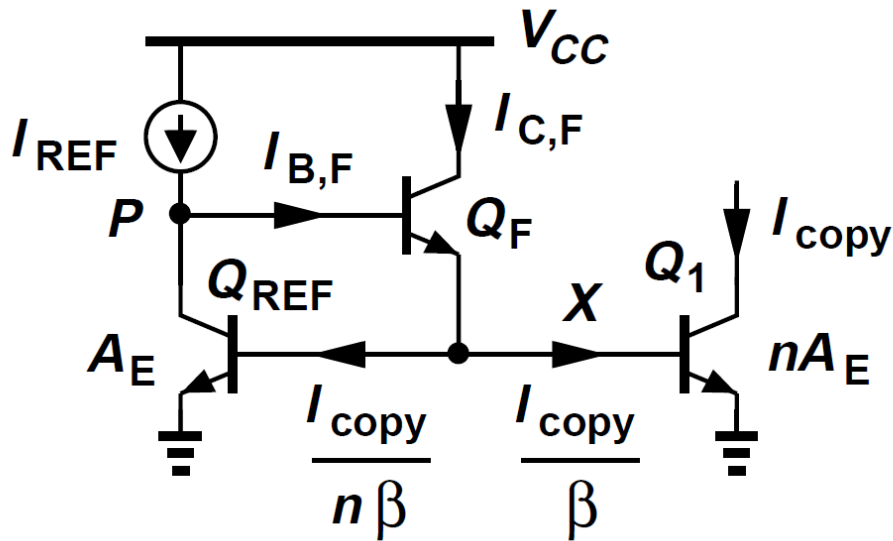 V_CC
I_REF
I_B,F
I_C,F
P
Q_F
I_copy
Q_REF
X
Q_1
A_E
nA_E
I_copy
nβ
I_copy
β